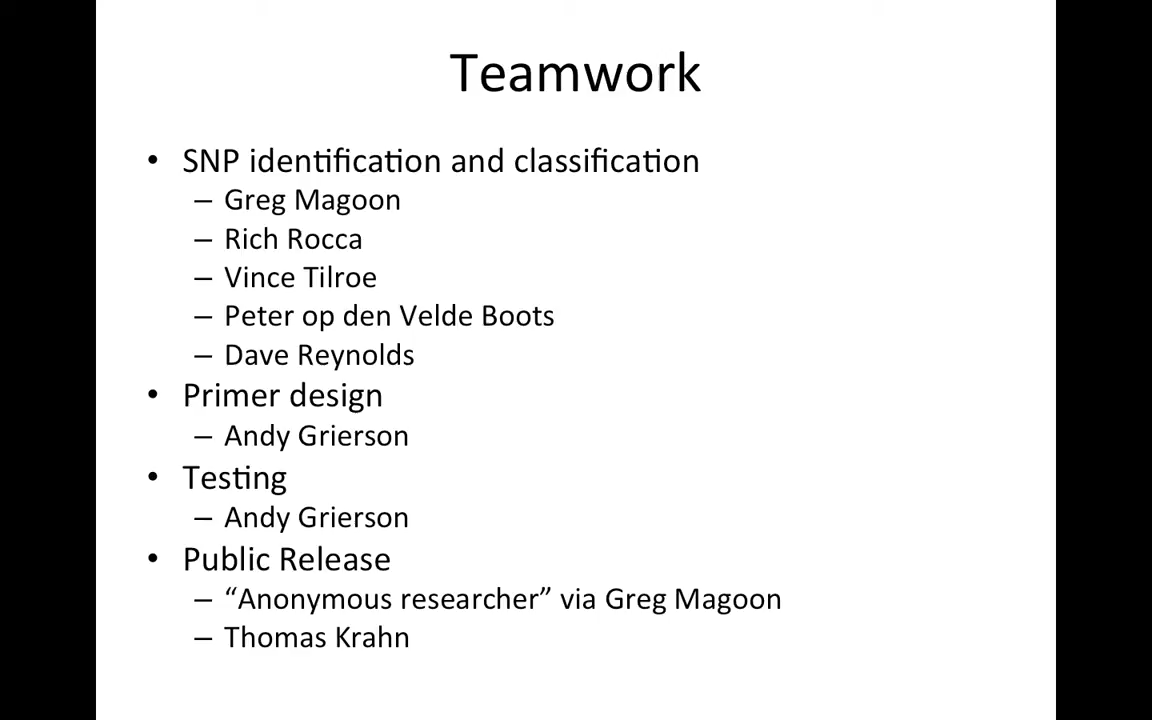 Teamwork
• SNP identification and classification
– Greg Magoon
– Rich Rocca
– Vince Tilroe
– Peter op den Velde Boots
– Dave Reynolds
• Primer design
– Andy Grierson
• Testing
– Andy Grierson
• Public Release
– “Anonymous researcher” via Greg Magoon
– Thomas Krahn